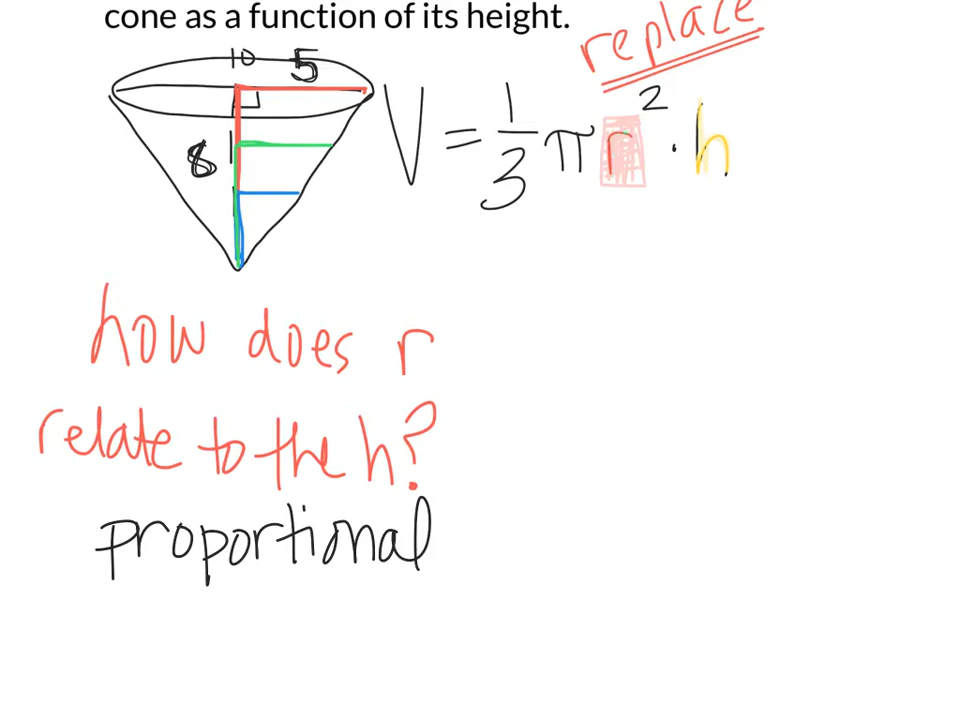 cone as a function of its height.
replace
10 5
8
V = 1/3 π r² · h
how does r
relate to the h?
proportional